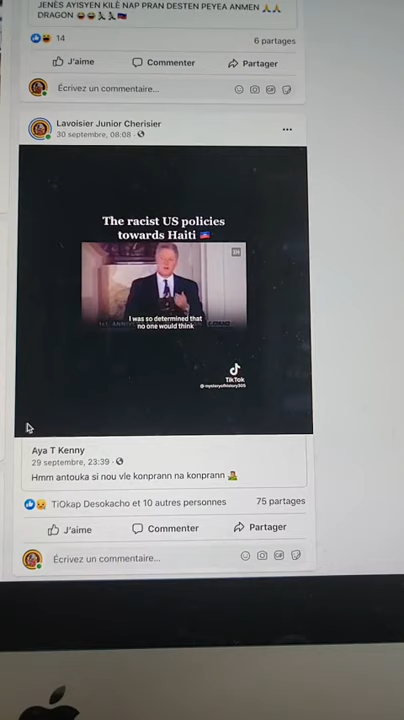 JENÈS AYISYEN KILÈ NAP PRAN DESTEN PEYEA ANMEN
DRAGON
14
6 partages
J'aime
Commenter
Partager
Écrivez un commentaire...
Lavoisier Junior Cherisier
30 septembre, 08:08
The racist US policies
towards Haiti
I was so determined that
no one would think
TikTok
Aya T Kenny
29 septembre, 23:39
Hmm antouka si nou vle konprann na konprann
TiOkap Desokacho et 10 autres personnes
75 partages
J'aime
Commenter
Partager
Écrivez un commentaire...